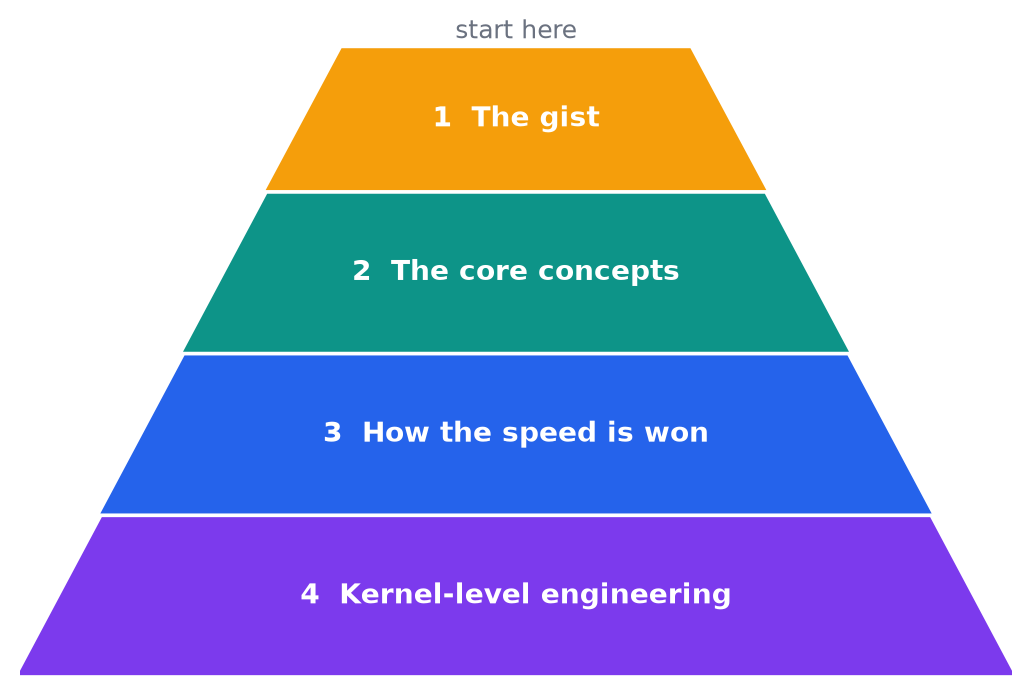 start here
1  The gist
2  The core concepts
3  How the speed is won
4  Kernel-level engineering